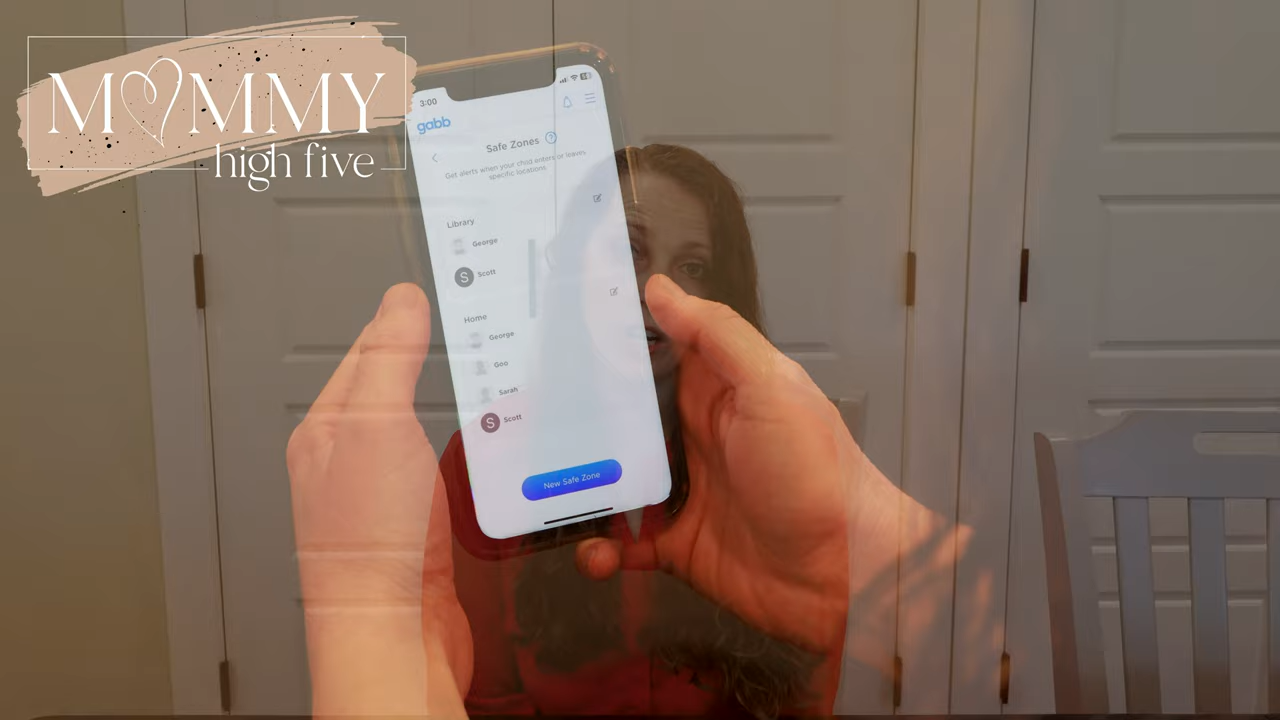 MOMMY
high five
3:00
gabb
Safe Zones ?
Get alerts when your child enters or leaves
specific locations.
Library
George
S Scott
Home
George
Geo
Sarah
S Scott
New Safe Zone